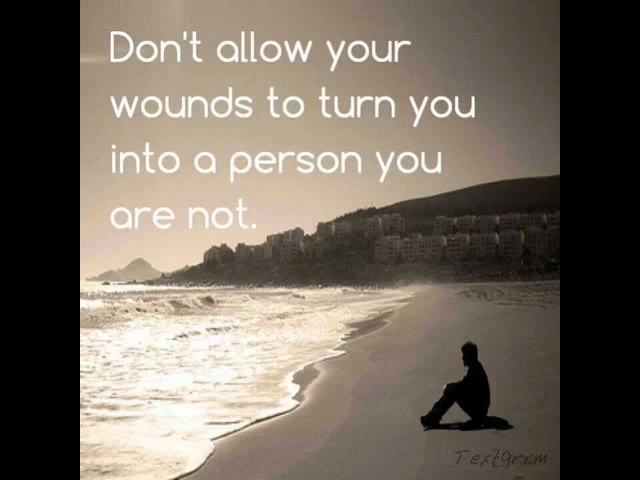 Don't allow your
wounds to turn you
into a person you
are not.
Textgram